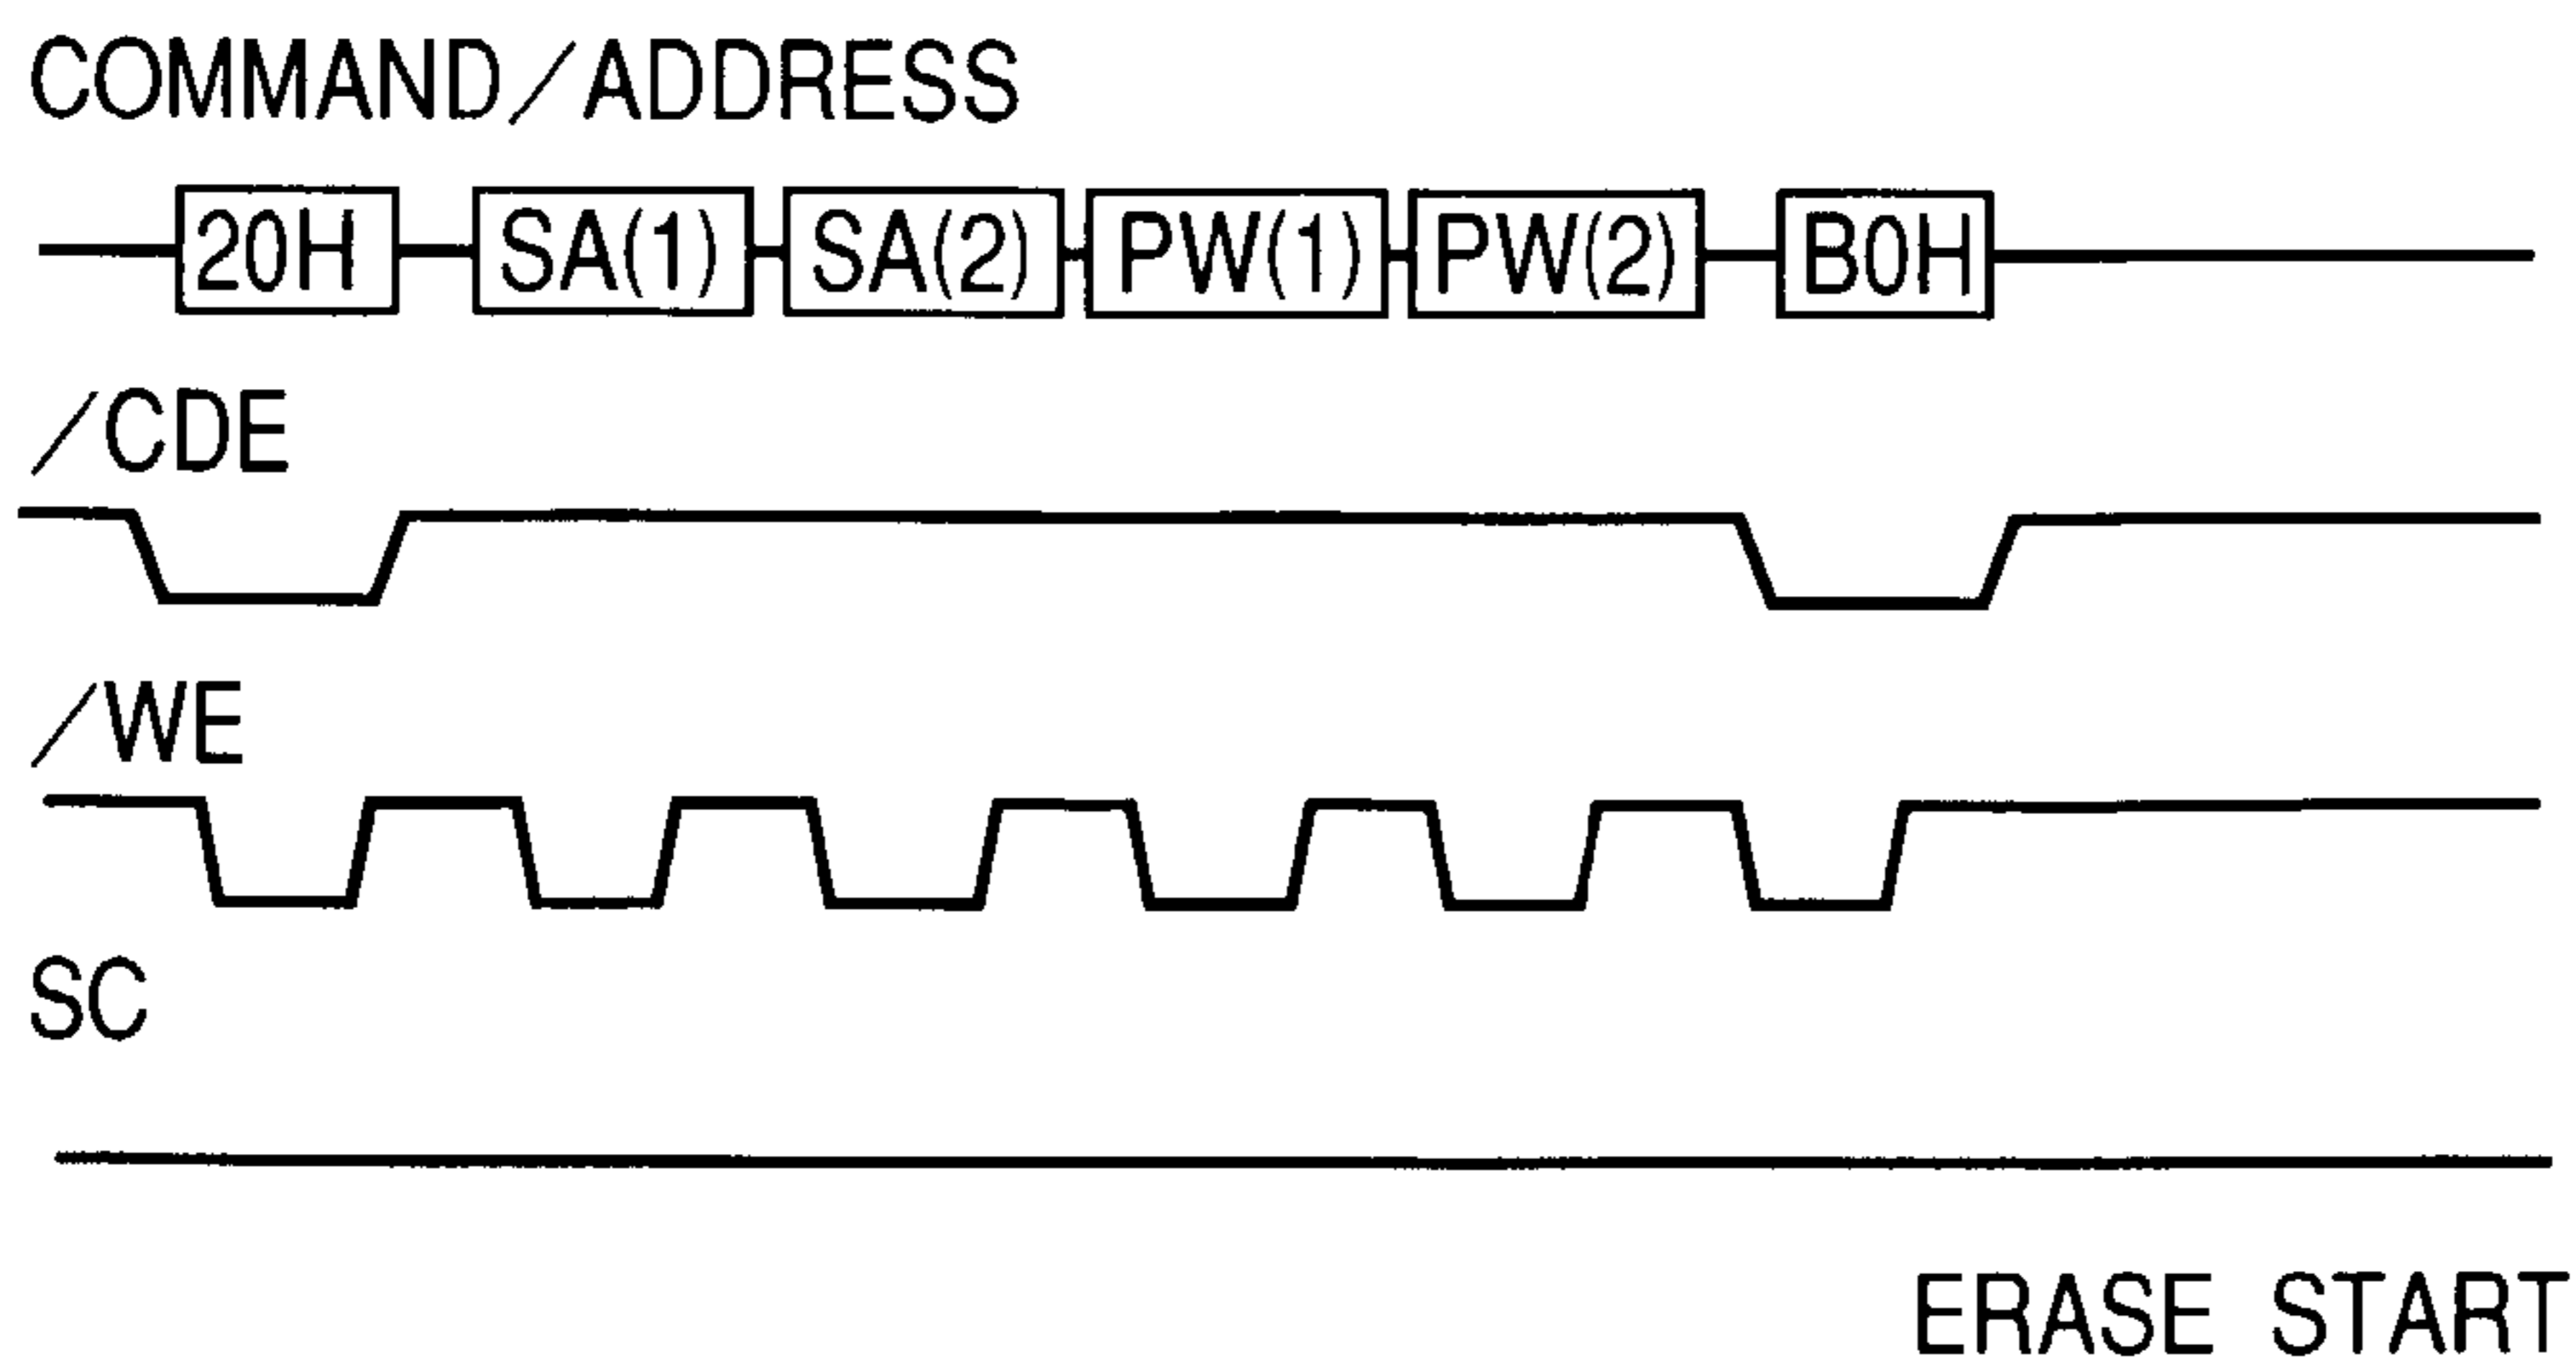 COMMAND/ADDRESS
20H SA(1) SA(2) PW(1) PW(2) B0H
/CDE
/WE
SC
ERASE START